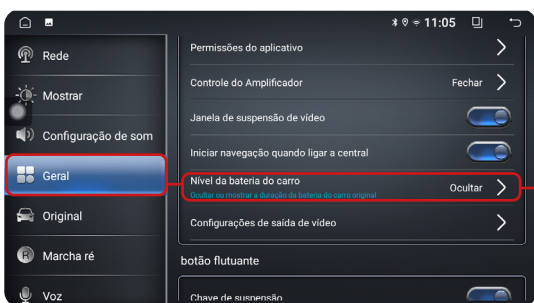 11:05
Rede
Mostrar
Configuração de som
Geral
Original
Marcha ré
Voz
Permissões do aplicativo
Controle do Amplificador
Fechar
Janela de suspensão de vídeo
Iniciar navegação quando ligar a central
Nível da bateria do carro
Ocultar ou mostrar a duração da bateria do carro original
Ocultar
Configurações de saída de vídeo
botão flutuante
Chave de suspensão